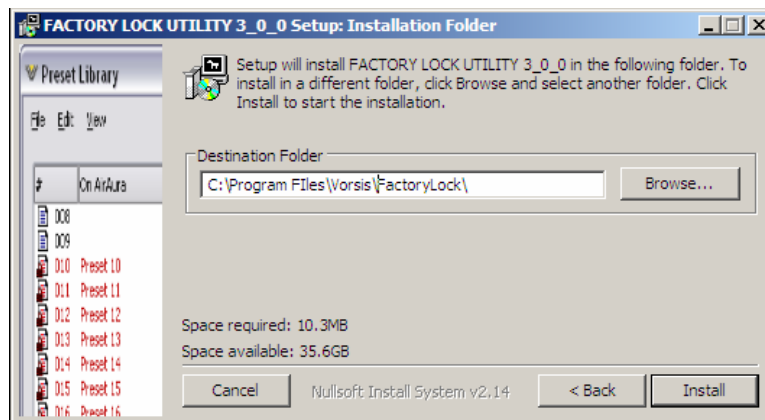 FACTORY LOCK UTILITY 3_0_0 Setup: Installation Folder
Preset Library
File Edit View
# On AirAura
008
009
010 Preset 10
011 Preset 11
012 Preset 12
013 Preset 13
014 Preset 14
015 Preset 15
016 Preset 16
Setup will install FACTORY LOCK UTILITY 3_0_0 in the following folder. To
install in a different folder, click Browse and select another folder. Click
Install to start the installation.
Destination Folder
C:\Program FIles\Vorsis\FactoryLock\
Browse...
Space required: 10.3MB
Space available: 35.6GB
Cancel
Nullsoft Install System v2.14
< Back
Install